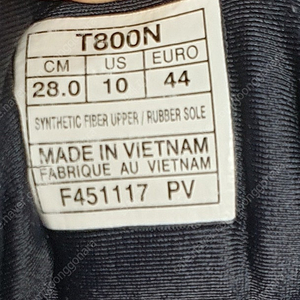 T800N
CM US EURO
28.0 10 44
SYNTHETIC FIBER UPPER / RUBBER SOLE
MADE IN VIETNAM
FABRIQUE AU VIETNAM
F451117 PV